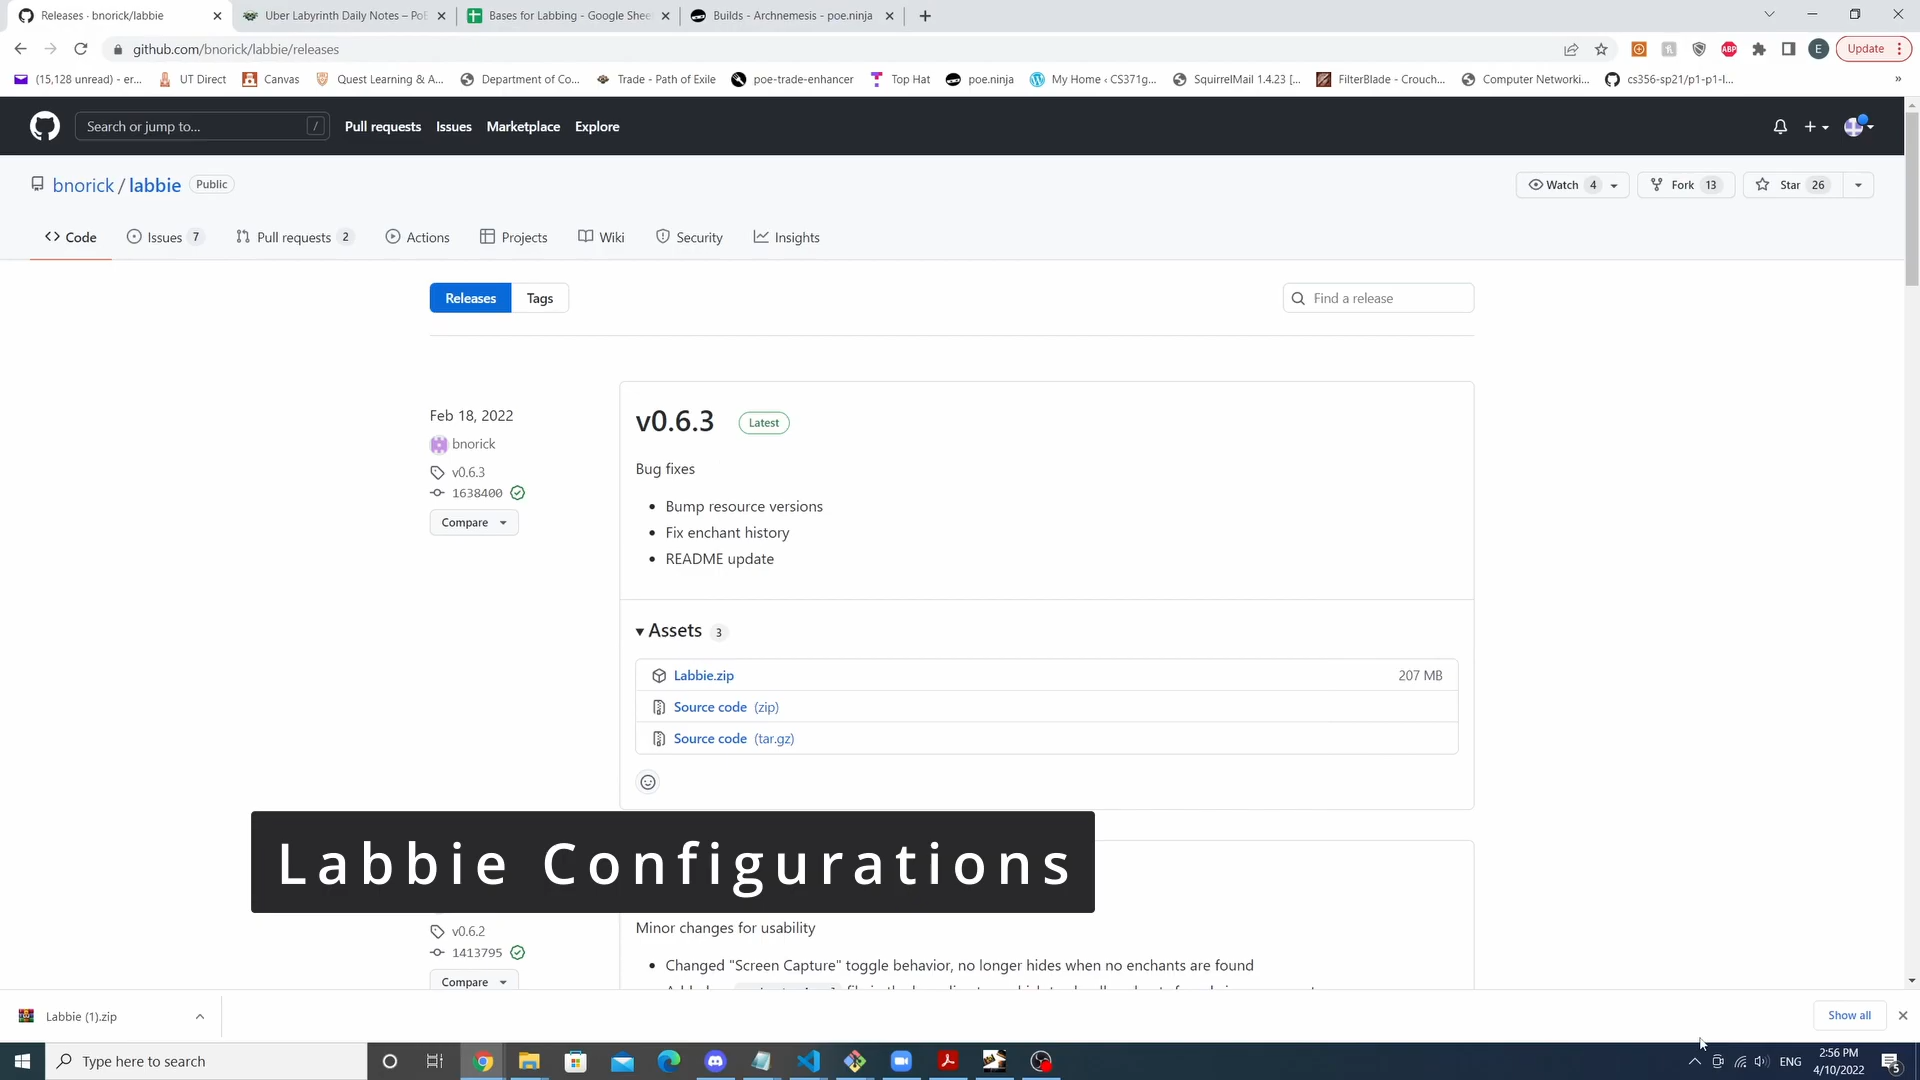 Releases · bnorick/labbie
Uber Labyrinth Daily Notes – PoE
Bases for Labbing - Google Shee
Builds - Archnemesis - poe.ninja
github.com/bnorick/labbie/releases
ABP
E
Update
(15,128 unread) - er...
UT Direct
Canvas
Quest Learning & A...
Department of Co...
Trade - Path of Exile
poe-trade-enhancer
Top Hat
poe.ninja
My Home ‹ CS371g...
SquirrelMail 1.4.23 [...
FilterBlade - Crouch...
Computer Networki...
cs356-sp21/p1-p1-l...
»
Search or jump to...
/
Pull requests
Issues
Marketplace
Explore
bnorick / labbie
Public
Watch 4
Fork 13
Star 26
Code
Issues 7
Pull requests 2
Actions
Projects
Wiki
Security
Insights
Releases
Tags
Find a release
Feb 18, 2022
bnorick
v0.6.3
1638400
Compare
v0.6.3
Latest
Bug fixes
• Bump resource versions
• Fix enchant history
• README update
Assets 3
Labbie.zip
207 MB
Source code (zip)
Source code (tar.gz)
Labbie Configurations
v0.6.2
1413795
Compare
Minor changes for usability
• Changed "Screen Capture" toggle behavior, no longer hides when no enchants are found
Labbie (1).zip
Show all
Type here to search
ENG
2:56 PM
4/10/2022
5